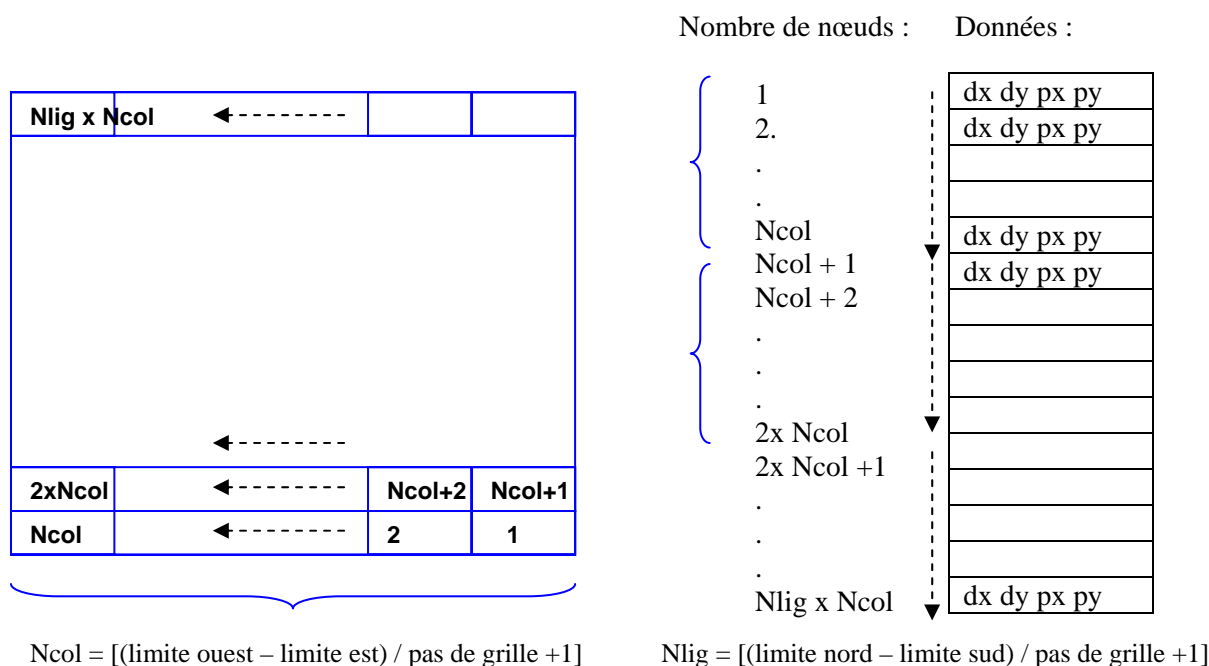 Nombre de nœuds : Données :
Nlig x Ncol
2xNcol Ncol+2 Ncol+1
Ncol 2 1
1 dx dy px py
2. dx dy px py
.
.
Ncol dx dy px py
Ncol + 1 dx dy px py
Ncol + 2
.
.
.
2x Ncol
2x Ncol +1
.
.
.
Nlig x Ncol dx dy px py
Ncol = [(limite ouest – limite est) / pas de grille +1] Nlig = [(limite nord – limite sud) / pas de grille +1]